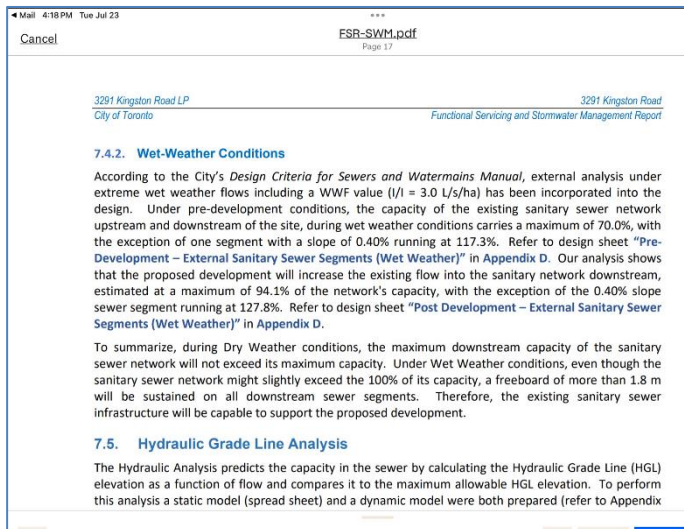 Mail 4:18 PM Tue Jul 23
Cancel
FSR-SWM.pdf
Page 17
3291 Kingston Road LP 3291 Kingston Road
City of Toronto Functional Servicing and Stormwater Management Report
7.4.2. Wet-Weather Conditions
According to the City's Design Criteria for Sewers and Watermains Manual, external analysis under
extreme wet weather flows including a WWF value (I/I = 3.0 L/s/ha) has been incorporated into the
design. Under pre-development conditions, the capacity of the existing sanitary sewer network
upstream and downstream of the site, during wet weather conditions carries a maximum of 70.0%, with
the exception of one segment with a slope of 0.40% running at 117.3%. Refer to design sheet "Pre-
Development – External Sanitary Sewer Segments (Wet Weather)" in Appendix D. Our analysis shows
that the proposed development will increase the existing flow into the sanitary network downstream,
estimated at a maximum of 94.1% of the network's capacity, with the exception of the 0.40% slope
sewer segment running at 127.8%. Refer to design sheet "Post Development – External Sanitary Sewer
Segments (Wet Weather)" in Appendix D.
To summarize, during Dry Weather conditions, the maximum downstream capacity of the sanitary
sewer network will not exceed its maximum capacity. Under Wet Weather conditions, even though the
sanitary sewer network might slightly exceed the 100% of its capacity, a freeboard of more than 1.8 m
will be sustained on all downstream sewer segments. Therefore, the existing sanitary sewer
infrastructure will be capable to support the proposed development.
7.5. Hydraulic Grade Line Analysis
The Hydraulic Analysis predicts the capacity in the sewer by calculating the Hydraulic Grade Line (HGL)
elevation as a function of flow and compares it to the maximum allowable HGL elevation. To perform
this analysis a static model (spread sheet) and a dynamic model were both prepared (refer to Appendix